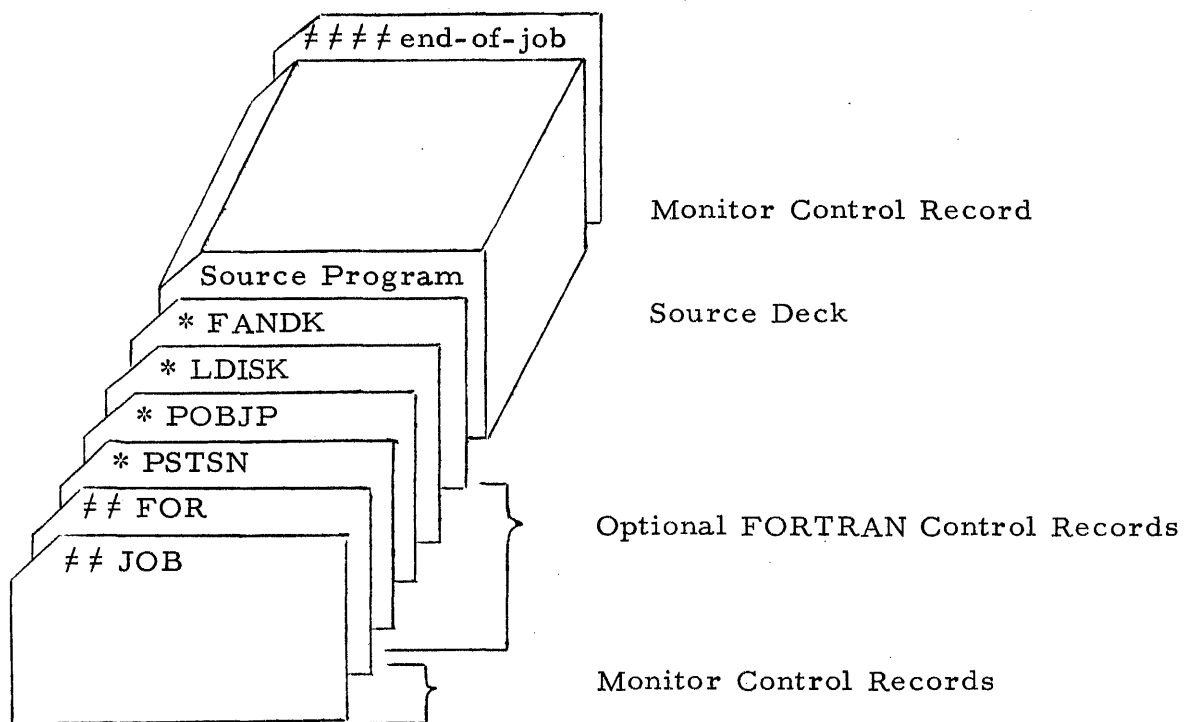 ≠ ≠ ≠ ≠ end-of-job
Monitor Control Record
Source Program
Source Deck
* FANDK
* LDISK
* POBJP
* PSTSN
≠ ≠ FOR
Optional FORTRAN Control Records
≠ ≠ JOB
Monitor Control Records